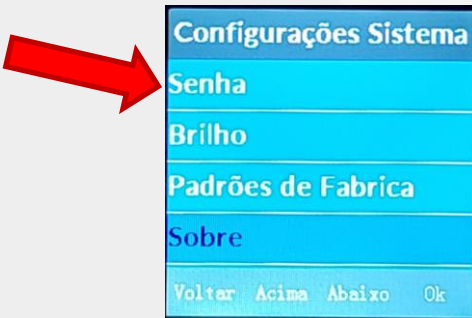 Configurações Sistema
Senha
Brilho
Padrões de Fabrica
Sobre
Voltar Acima Abaixo Ok